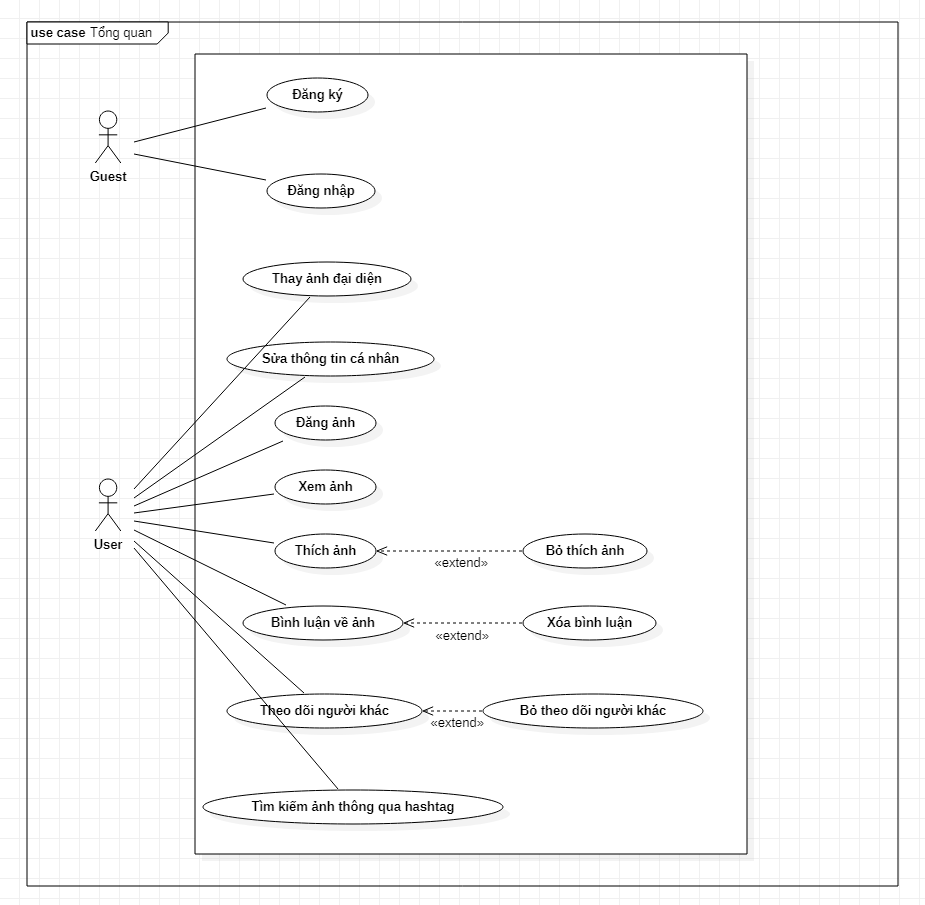 use case Tổng quan
Đăng ký
Guest
Đăng nhập
Thay ảnh đại diện
Sửa thông tin cá nhân
Đăng ảnh
Xem ảnh
User
Thích ảnh
«extend»
Bỏ thích ảnh
Bình luận về ảnh
«extend»
Xóa bình luận
Theo dõi người khác
«extend»
Bỏ theo dõi người khác
Tìm kiếm ảnh thông qua hashtag